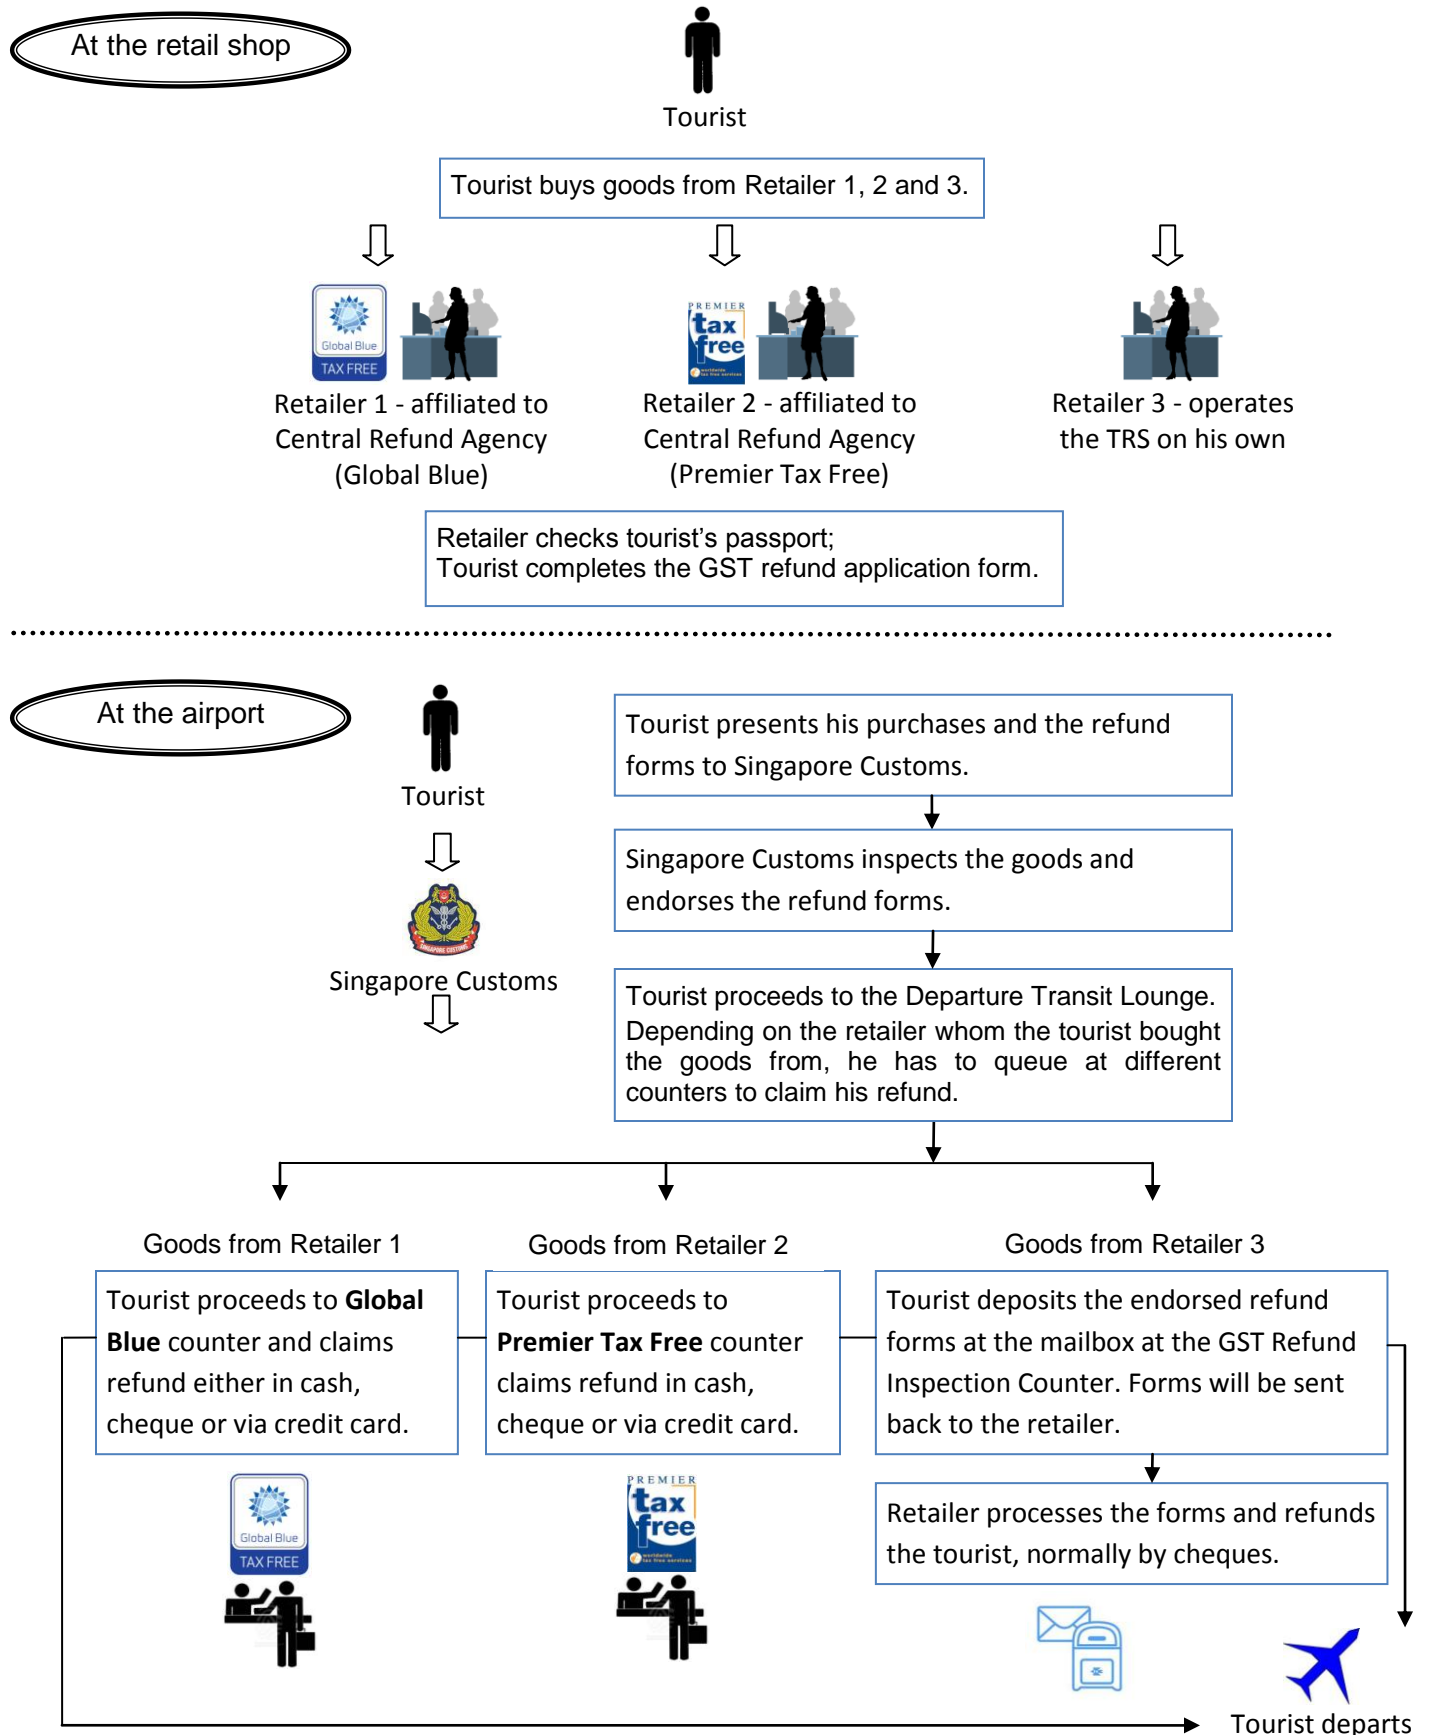 At the retail shop
Tourist
Tourist buys goods from Retailer 1, 2 and 3.
Global Blue
TAX FREE
PREMIER
tax
free
worldwide
tax free services
Retailer 1 - affiliated to
Central Refund Agency
(Global Blue)
Retailer 2 - affiliated to
Central Refund Agency
(Premier Tax Free)
Retailer 3 - operates
the TRS on his own
Retailer checks tourist's passport;
Tourist completes the GST refund application form.
At the airport
Tourist
SINGAPORE CUSTOMS
Singapore Customs
Tourist presents his purchases and the refund
forms to Singapore Customs.
Singapore Customs inspects the goods and
endorses the refund forms.
Tourist proceeds to the Departure Transit Lounge.
Depending on the retailer whom the tourist bought
the goods from, he has to queue at different
counters to claim his refund.
Goods from Retailer 1
Tourist proceeds to Global
Blue counter and claims
refund either in cash,
cheque or via credit card.
Global Blue
TAX FREE
Goods from Retailer 2
Tourist proceeds to
Premier Tax Free counter
claims refund in cash,
cheque or via credit card.
PREMIER
tax
free
worldwide
tax free services
Goods from Retailer 3
Tourist deposits the endorsed refund
forms at the mailbox at the GST Refund
Inspection Counter. Forms will be sent
back to the retailer.
Retailer processes the forms and refunds
the tourist, normally by cheques.
Tourist departs